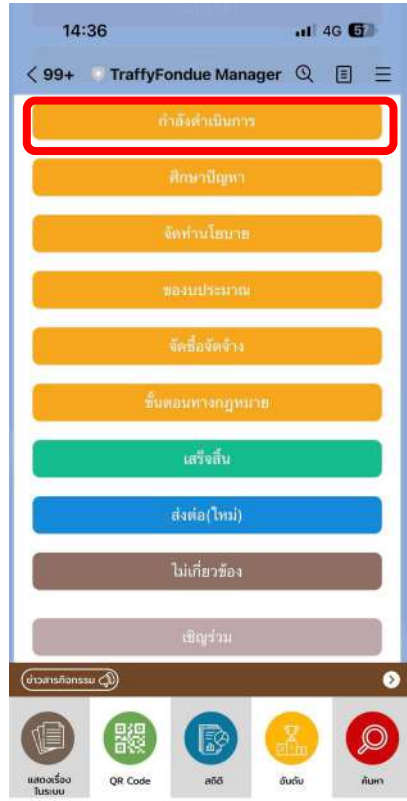 14:36
4G 57
99+ TraffyFondue Manager
กำลังดำเนินการ
ศึกษาปัญหา
จัดทำนโยบาย
ของบประมาณ
จัดซื้อจัดจ้าง
ขั้นตอนทางกฎหมาย
เสร็จสิ้น
ส่งต่อ(ใหม่)
ไม่เกี่ยวข้อง
เชิญร่วม
ข่าวสารกิจกรรม
แสดงเรื่อง
ในระบบ
QR Code
สถิติ
อันดับ
ค้นหา